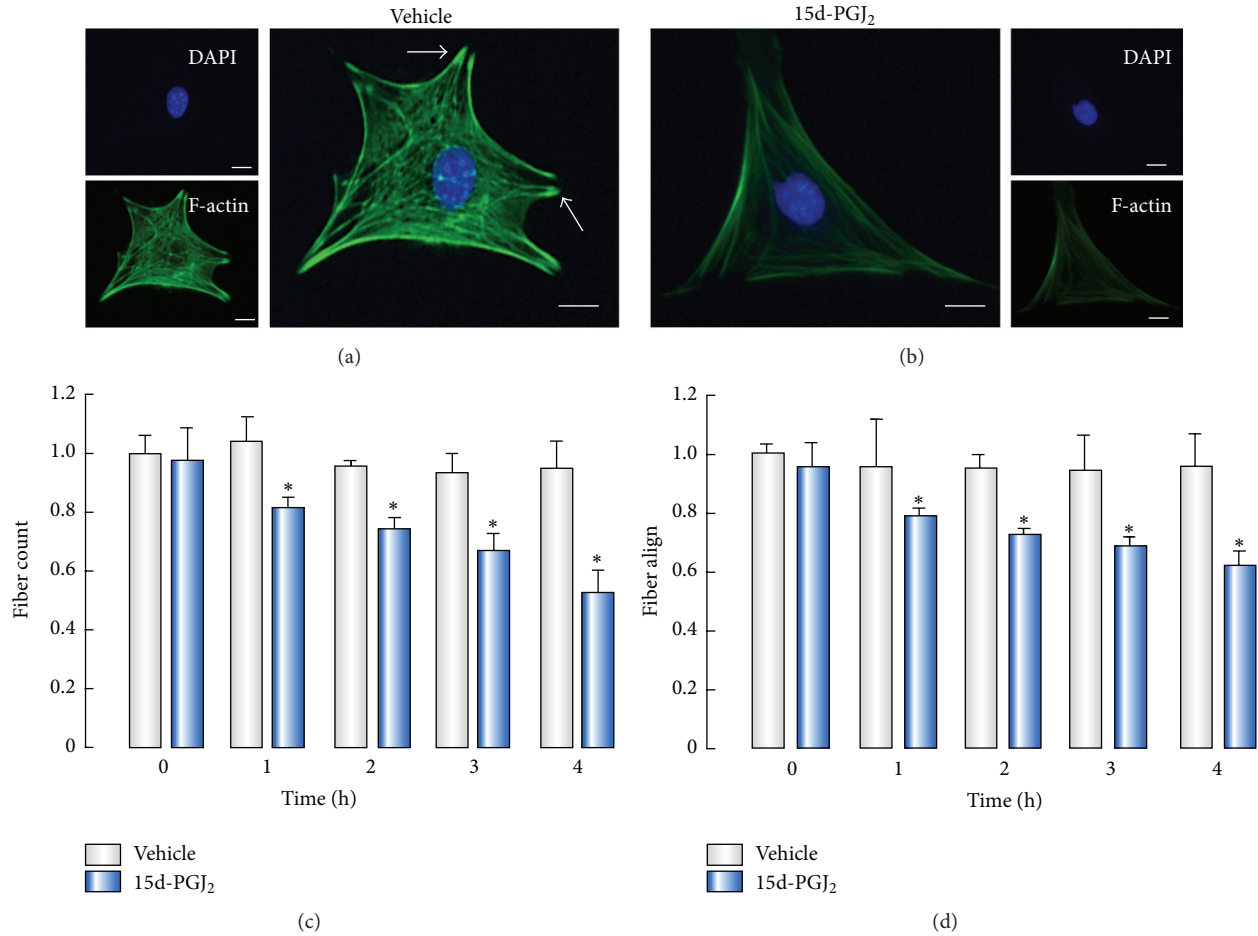 Vehicle
15d-PGJ₂
DAPI
F-actin
DAPI
F-actin
(a)
(b)
Fiber count
1.2
1.0
0.8
0.6
0.4
0.2
0
*
*
*
*
0 1 2 3 4
Time (h)
Vehicle
15d-PGJ₂
(c)
Fiber align
1.2
1.0
0.8
0.6
0.4
0.2
0
*
*
*
*
0 1 2 3 4
Time (h)
Vehicle
15d-PGJ₂
(d)